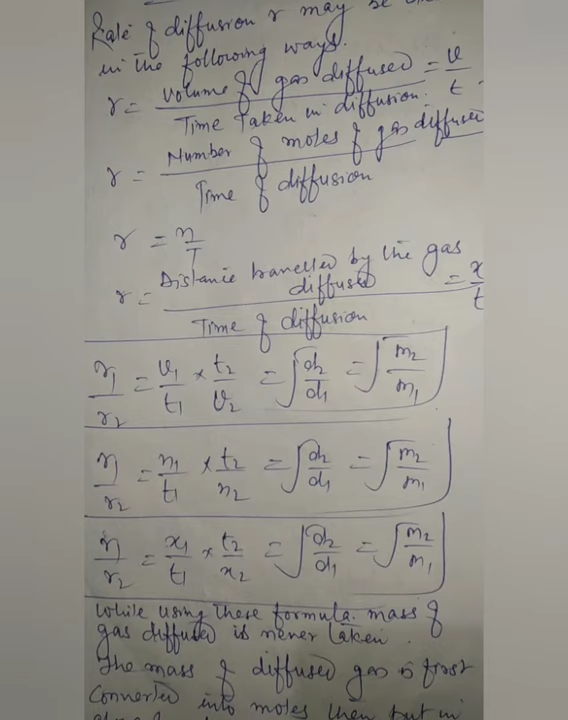 Rate of diffusion r may be
in the following ways.
r = Volume of gas diffused / Time Taken in diffusion. = v/t
r = Number of moles of gas diffused / Time of diffusion
r = n/T
r = Distance travelled by the gas diffused / Time of diffusion = x/t
r1/r2 = v1/t1 × t2/v2 = √d2/d1 = √m2/m1
r1/r2 = n1/t1 × t2/n2 = √d2/d1 = √m2/m1
r1/r2 = x1/t1 × t2/x2 = √d2/d1 = √m2/m1
While using these formula. mass of
gas diffused is never taken.
The mass of diffused gas is first
Converted into moles then put in